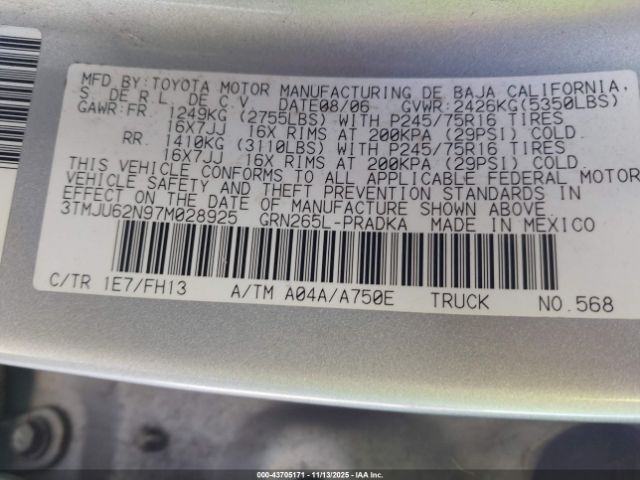 MFD BY:TOYOTA MOTOR MANUFACTURING DE BAJA CALIFORNIA,
S. DE R.L. DE C.V. DATE08/06 GVWR:2426KG(5350LBS)
GAWR:FR. 1249KG (2755LBS) WITH P245/75R16 TIRES
16X7JJ 16X RIMS AT 200KPA (29PSI) COLD.
RR. 1410KG (3110LBS) WITH P245/75R16 TIRES
16X7JJ 16X RIMS AT 200KPA (29PSI) COLD.
THIS VEHICLE CONFORMS TO ALL APPLICABLE FEDERAL MOTOR
VEHICLE SAFETY AND THEFT PREVENTION STANDARDS IN
EFFECT ON THE DATE OF MANUFACTURE SHOWN ABOVE.
3TMJU62N97M028925 GRN265L-PRADKA MADE IN MEXICO
C/TR 1E7/FH13 A/TM A04A/A750E TRUCK NO.568
000-43705171 | 11/13/2025 | IAAI.COM